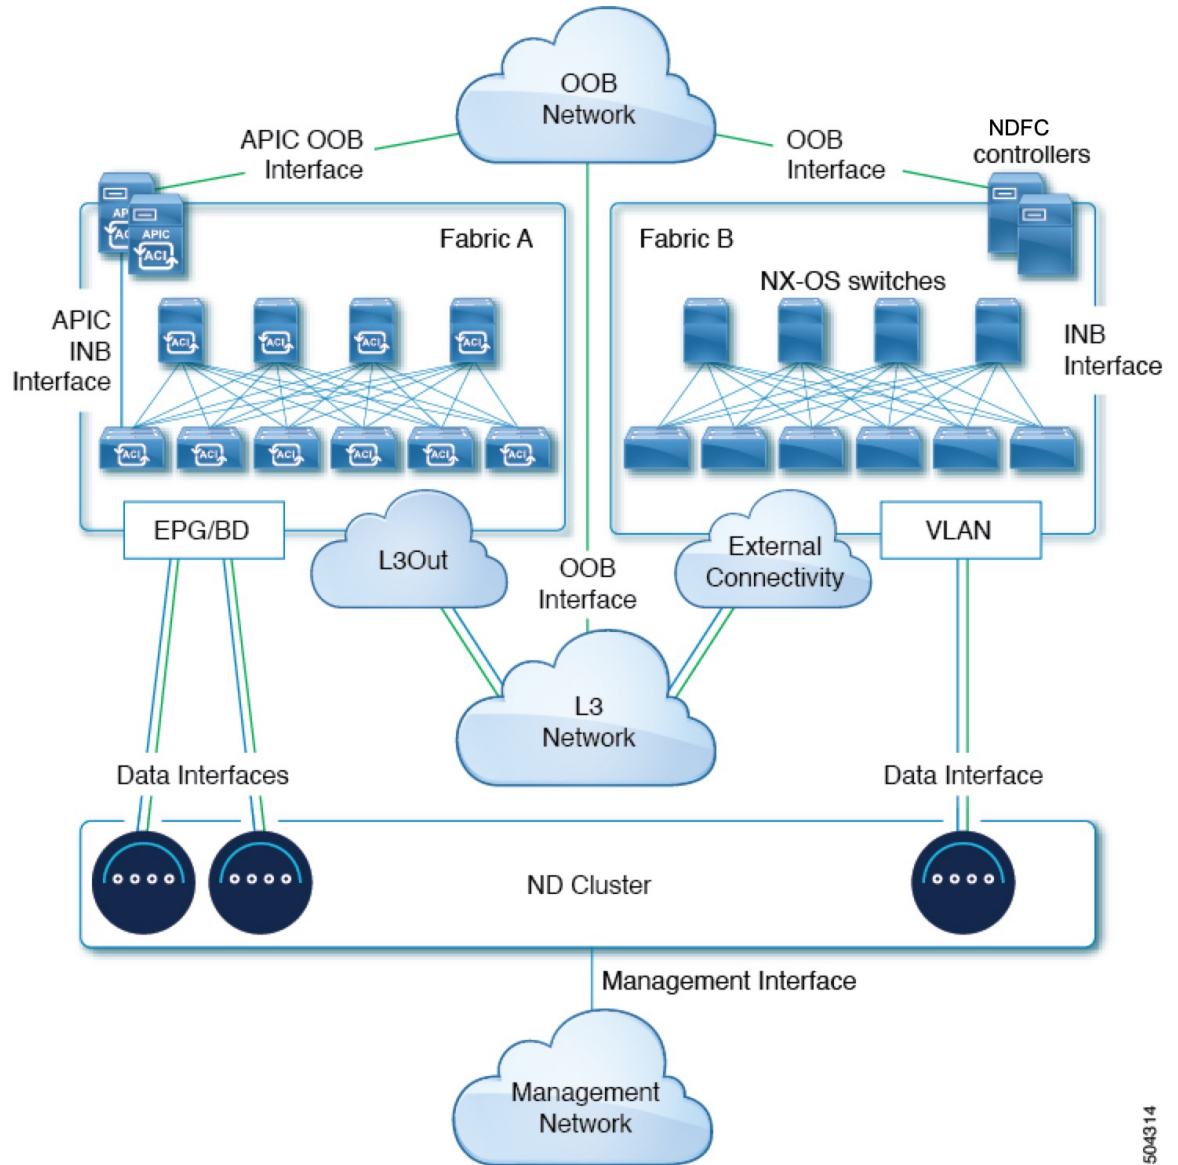 OOB
Network
APIC OOB
Interface
OOB
Interface
NDFC
controllers
APIC
ACI
APIC
ACI
Fabric A
Fabric B
NX-OS switches
APIC
INB
Interface
INB
Interface
ACI
ACI
ACI
ACI
ACI
ACI
ACI
ACI
ACI
ACI
EPG/BD
L3Out
OOB
Interface
External
Connectivity
VLAN
L3
Network
Data Interfaces
Data Interface
ND Cluster
Management Interface
Management
Network
504314